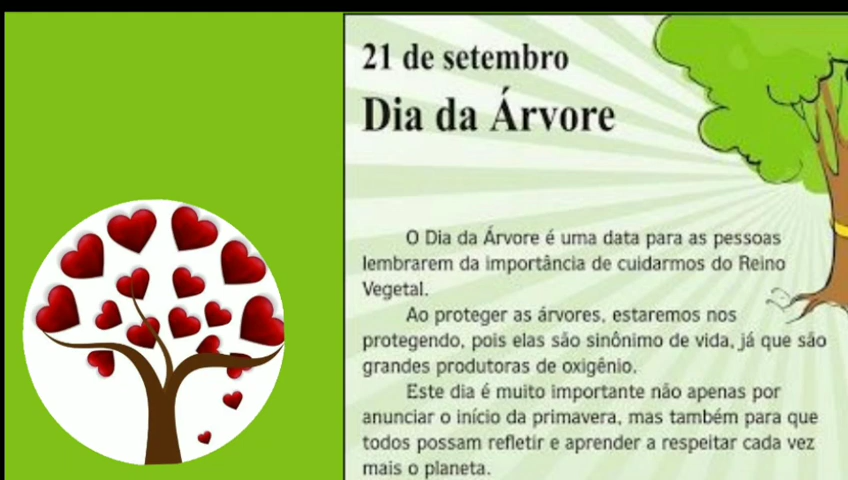 21 de setembro
Dia da Árvore
O Dia da Árvore é uma data para as pessoas
lembrarem da importância de cuidarmos do Reino
Vegetal.
Ao proteger as árvores, estaremos nos
protegendo, pois elas são sinônimo de vida, já que são
grandes produtoras de oxigênio.
Este dia é muito importante não apenas por
anunciar o início da primavera, mas também para que
todos possam refletir e aprender a respeitar cada vez
mais o planeta.